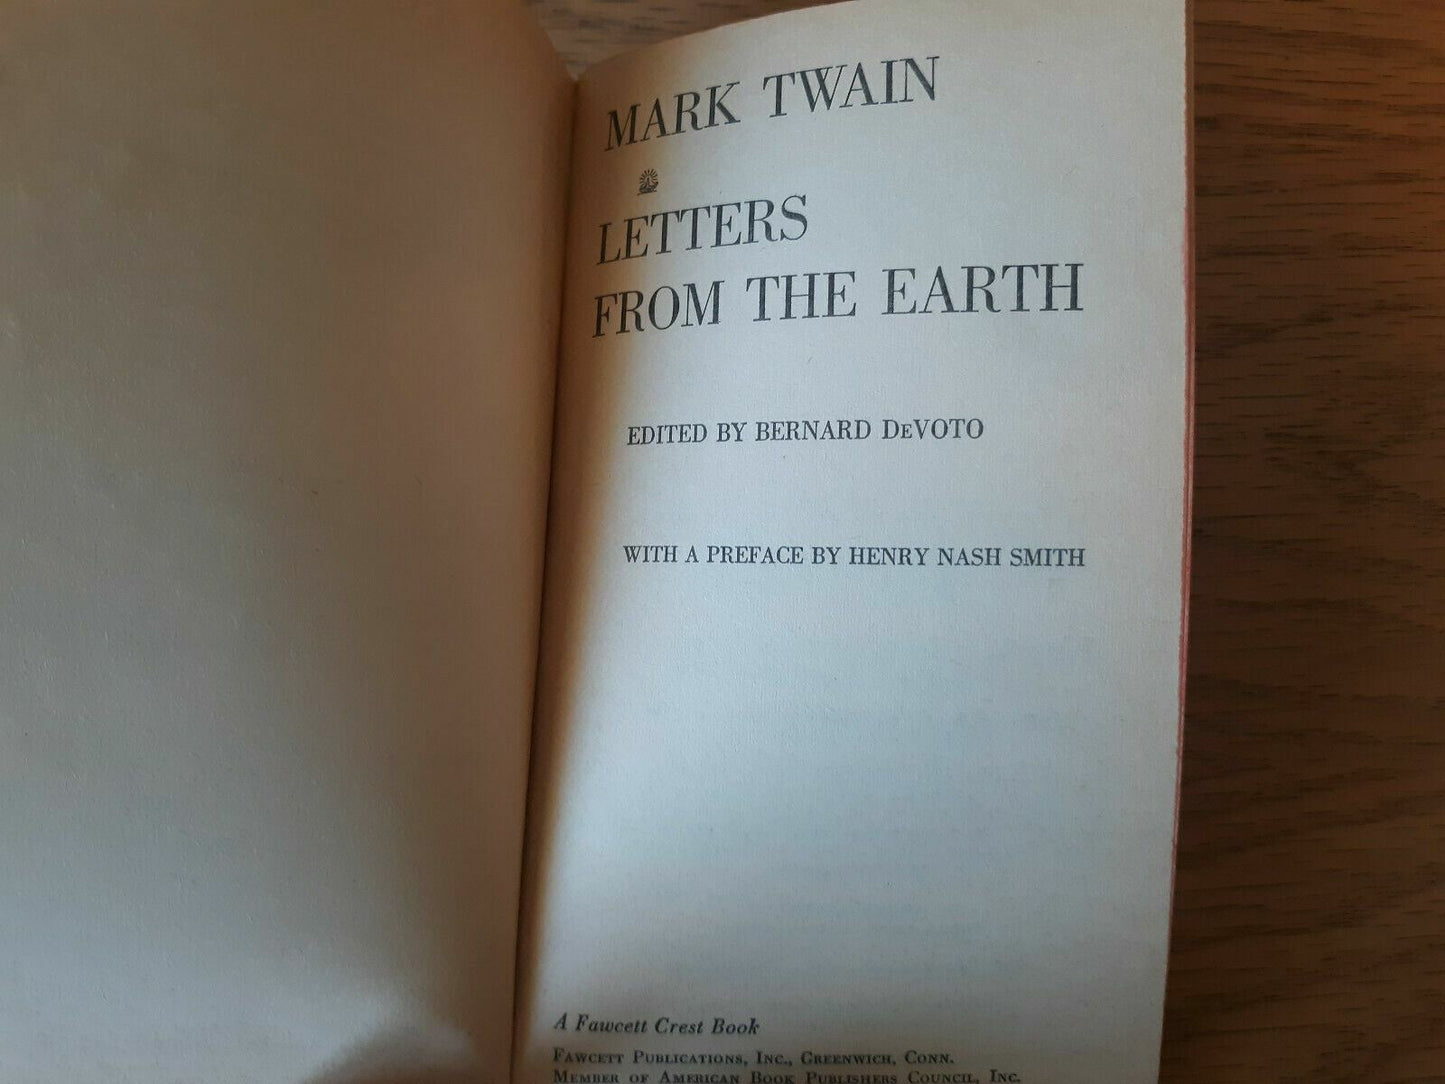 MARK TWAIN
LETTERS
FROM THE EARTH
EDITED BY BERNARD DEVOTO
WITH A PREFACE BY HENRY NASH SMITH
A Fawcett Crest Book
FAWCETT PUBLICATIONS, INC., GREENWICH, CONN.
MEMBER OF AMERICAN BOOK PUBLISHERS COUNCIL, INC.